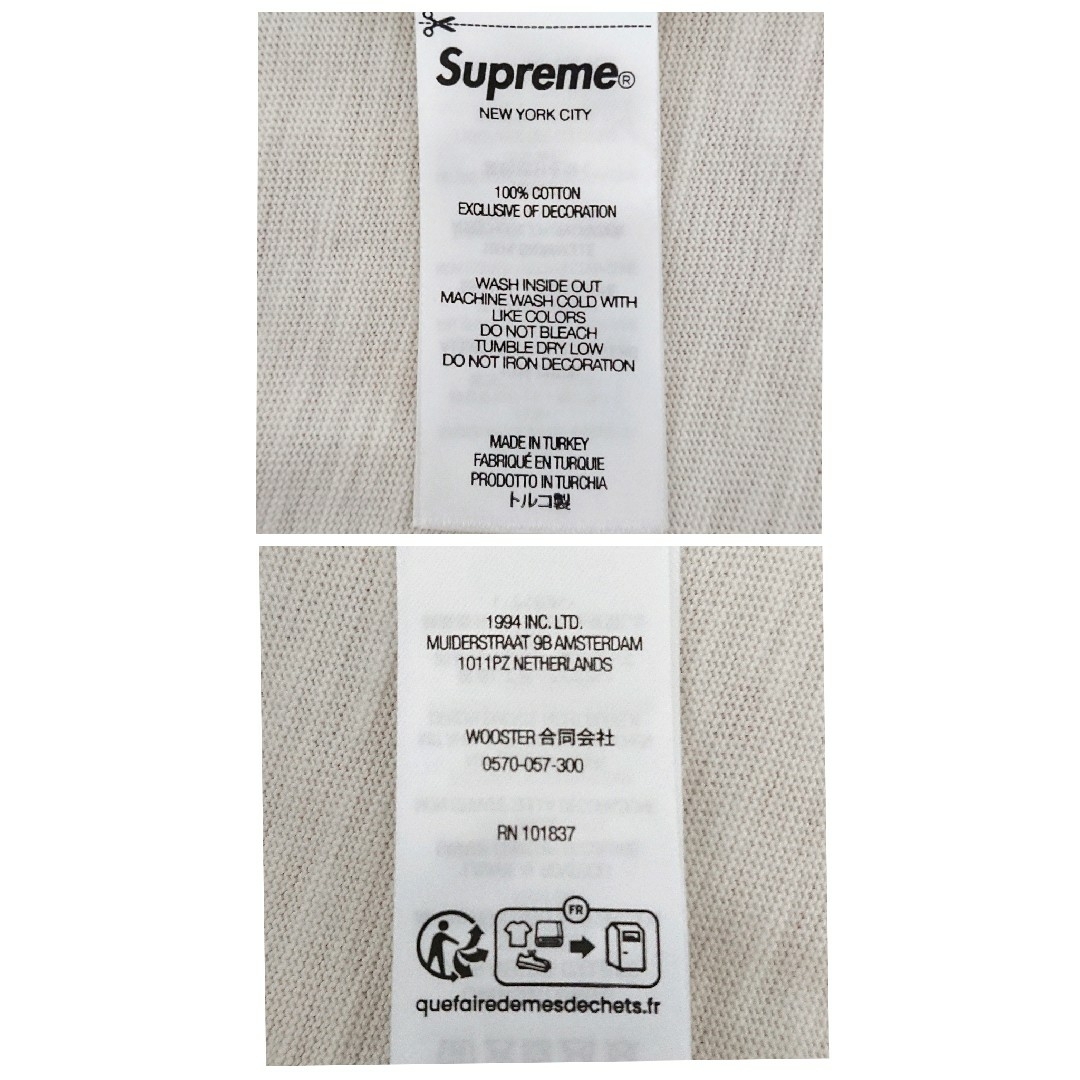 Supreme®
NEW YORK CITY
100% COTTON
EXCLUSIVE OF DECORATION
WASH INSIDE OUT
MACHINE WASH COLD WITH
LIKE COLORS
DO NOT BLEACH
TUMBLE DRY LOW
DO NOT IRON DECORATION
MADE IN TURKEY
FABRIQUÉ EN TURQUIE
PRODOTTO IN TURCHIA
トルコ製
1994 INC. LTD.
MUIDERSTRAAT 9B AMSTERDAM
1011PZ NETHERLANDS
WOOSTER 合同会社
0570-057-300
RN 101837
FR
quefairedemesdechets.fr